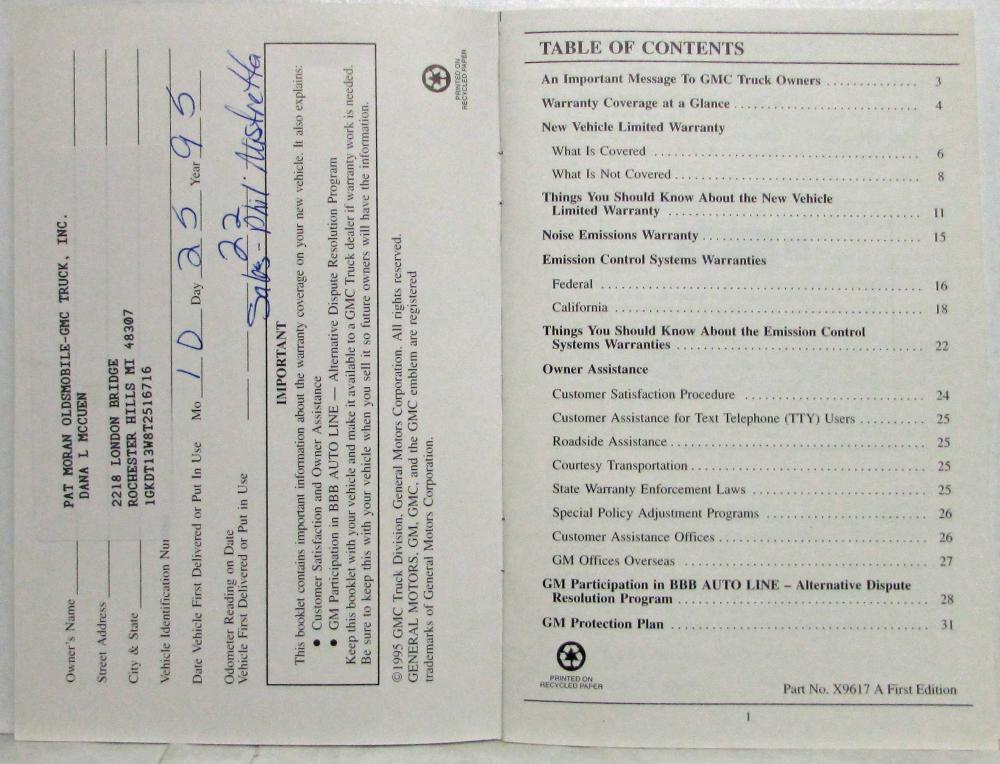 PAT MORAN OLDSMOBILE-GMC TRUCK, INC.
Owner's Name DANA L MCCUEN
Street Address 2218 LONDON BRIDGE
City & State ROCHESTER HILLS MI 48307
Vehicle Identification Nur 1GKDT13W8T2516716
Date Vehicle First Delivered or Put In Use Mo 10 Day 25 Year 95
Odometer Reading on Date
Vehicle First Delivered or Put in Use 22
Sales - Phil Mistretta
IMPORTANT
This booklet contains important information about the warranty coverage on your new vehicle. It also explains:
● Customer Satisfaction and Owner Assistance
● GM Participation in BBB AUTO LINE — Alternative Dispute Resolution Program
Keep this booklet with your vehicle and make it available to a GMC Truck dealer if warranty work is needed.
Be sure to keep this with your vehicle when you sell it so future owners will have the information.
©1995 GMC Truck Division, General Motors Corporation. All rights reserved.
GENERAL MOTORS, GM, GMC, and the GMC emblem are registered
trademarks of General Motors Corporation.
PRINTED ON
RECYCLED PAPER
TABLE OF CONTENTS
An Important Message To GMC Truck Owners .............. 3
Warranty Coverage at a Glance .............. 4
New Vehicle Limited Warranty
What Is Covered .............. 6
What Is Not Covered .............. 8
Things You Should Know About the New Vehicle
Limited Warranty .............. 11
Noise Emissions Warranty .............. 15
Emission Control Systems Warranties
Federal .............. 16
California .............. 18
Things You Should Know About the Emission Control
Systems Warranties .............. 22
Owner Assistance
Customer Satisfaction Procedure .............. 24
Customer Assistance for Text Telephone (TTY) Users .............. 25
Roadside Assistance .............. 25
Courtesy Transportation .............. 25
State Warranty Enforcement Laws .............. 25
Special Policy Adjustment Programs .............. 26
Customer Assistance Offices .............. 26
GM Offices Overseas .............. 27
GM Participation in BBB AUTO LINE – Alternative Dispute
Resolution Program .............. 28
GM Protection Plan .............. 31
PRINTED ON
RECYCLED PAPER
Part No. X9617 A First Edition
1